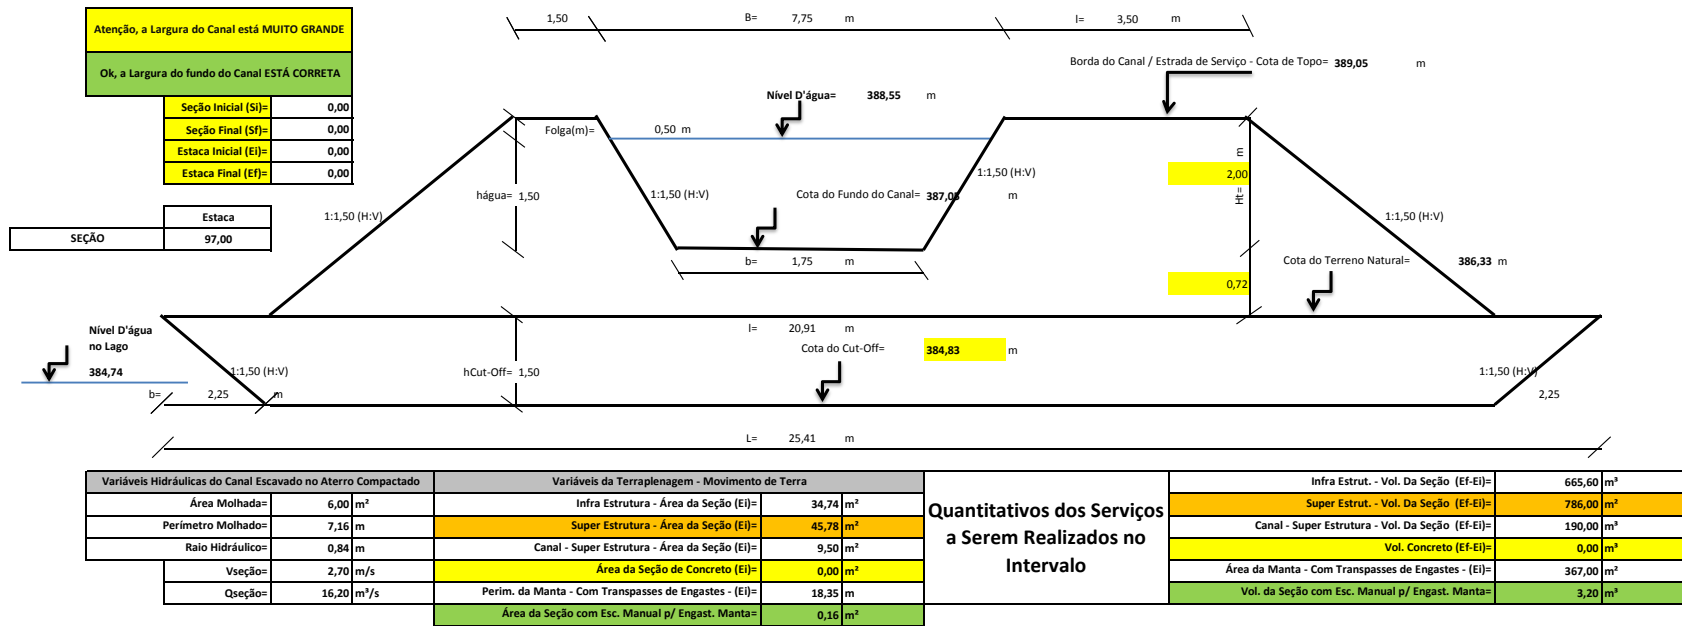 1,50 B= 7,75 m l= 3,50 m
Atenção, a Largura do Canal está MUITO GRANDE
Ok, a Largura do fundo do Canal ESTÁ CORRETA
Borda do Canal / Estrada de Serviço - Cota de Topo= 389,05 m
Nível D'água= 388,55 m
Seção Inicial (Si)= 0,00
Seção Final (Sf)= 0,00
Estaca Inicial (Ei)= 0,00
Estaca Final (Ef)= 0,00
Folga(m)= 0,50 m
m
2,00
Ht=
1:1,50 (H:V)
hágua= 1,50
1:1,50 (H:V)
Cota do Fundo do Canal= 387,05 m
1:1,50 (H:V)
1:1,50 (H:V)
Estaca
SEÇÃO 97,00
b= 1,75 m
Cota do Terreno Natural= 386,33 m
0,72
Nível D'água
no Lago
384,74
l= 20,91 m
Cota do Cut-Off= 384,83 m
1:1,50 (H:V)
hCut-Off= 1,50
1:1,50 (H:V)
b= 2,25 m
2,25
L= 25,41 m
Variáveis Hidráulicas do Canal Escavado no Aterro Compactado
Área Molhada= 6,00 m²
Perímetro Molhado= 7,16 m
Raio Hidráulico= 0,84 m
Vseção= 2,70 m/s
Qseção= 16,20 m³/s
Variáveis da Terraplenagem - Movimento de Terra
Infra Estrutura - Área da Seção (Ei)= 34,74 m²
Super Estrutura - Área da Seção (Ei)= 45,78 m²
Canal - Super Estrutura - Área da Seção (Ei)= 9,50 m²
Área da Seção de Concreto (Ei)= 0,00 m²
Perim. da Manta - Com Transpasses de Engastes - (Ei)= 18,35 m
Área da Seção com Esc. Manual p/ Engast. Manta= 0,16 m²
Quantitativos dos Serviços
a Serem Realizados no
Intervalo
Infra Estrut. - Vol. Da Seção (Ef-Ei)= 665,60 m³
Super Estrut. - Vol. Da Seção (Ef-Ei)= 786,00 m²
Canal - Super Estrutura - Vol. Da Seção (Ef-Ei)= 190,00 m³
Vol. Concreto (Ef-Ei)= 0,00 m³
Área da Manta - Com Transpasses de Engastes - (Ei)= 367,00 m²
Vol. da Seção com Esc. Manual p/ Engast. Manta= 3,20 m³